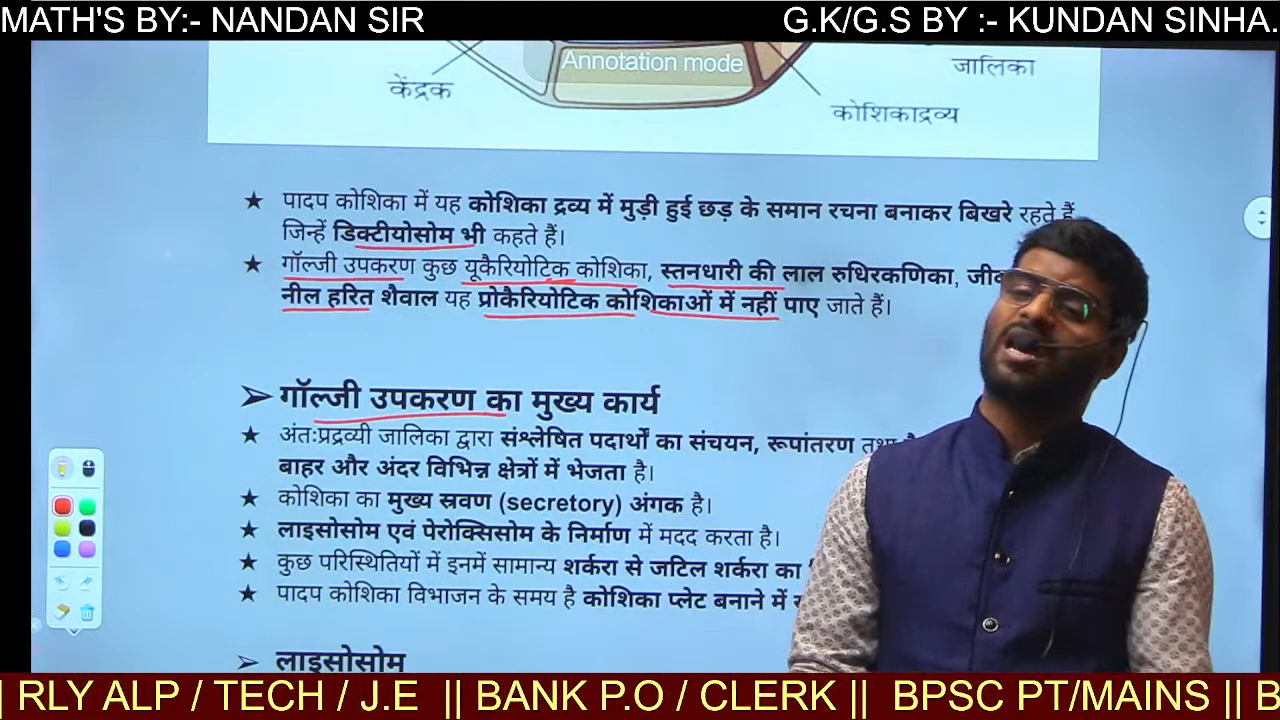 MATH'S BY:- NANDAN SIR G.K/G.S BY :- KUNDAN SINHA.
Annotation mode
जालिका
केंद्रक
कोशिकाद्रव्य
★ पादप कोशिका में यह कोशिका द्रव्य में मुड़ी हुई छड़ के समान रचना बनाकर बिखरे रहते हैं
जिन्हें डिक्टीयोसोम भी कहते हैं।
★ गॉल्जी उपकरण कुछ यूकैरियोटिक कोशिका, स्तनधारी की लाल रुधिरकणिका,
नील हरित शैवाल यह प्रोकैरियोटिक कोशिकाओं में नहीं पाए जाते हैं।
➢ गॉल्जी उपकरण का मुख्य कार्य
★ अंतःप्रद्रव्यी जालिका द्वारा संश्लेषित पदार्थों का संचयन, रूपांतरण
बाहर और अंदर विभिन्न क्षेत्रों में भेजता है।
★ कोशिका का मुख्य स्रवण (secretory) अंगक है।
★ लाइसोसोम एवं पेरोक्सिसोम के निर्माण में मदद करता है।
★ कुछ परिस्थितियों में इनमें सामान्य शर्करा से जटिल शर्करा का
★ पादप कोशिका विभाजन के समय है कोशिका प्लेट बनाने में
➢ लाइसोसोम
| RLY ALP / TECH / J.E || BANK P.O / CLERK || BPSC PT/MAINS || B